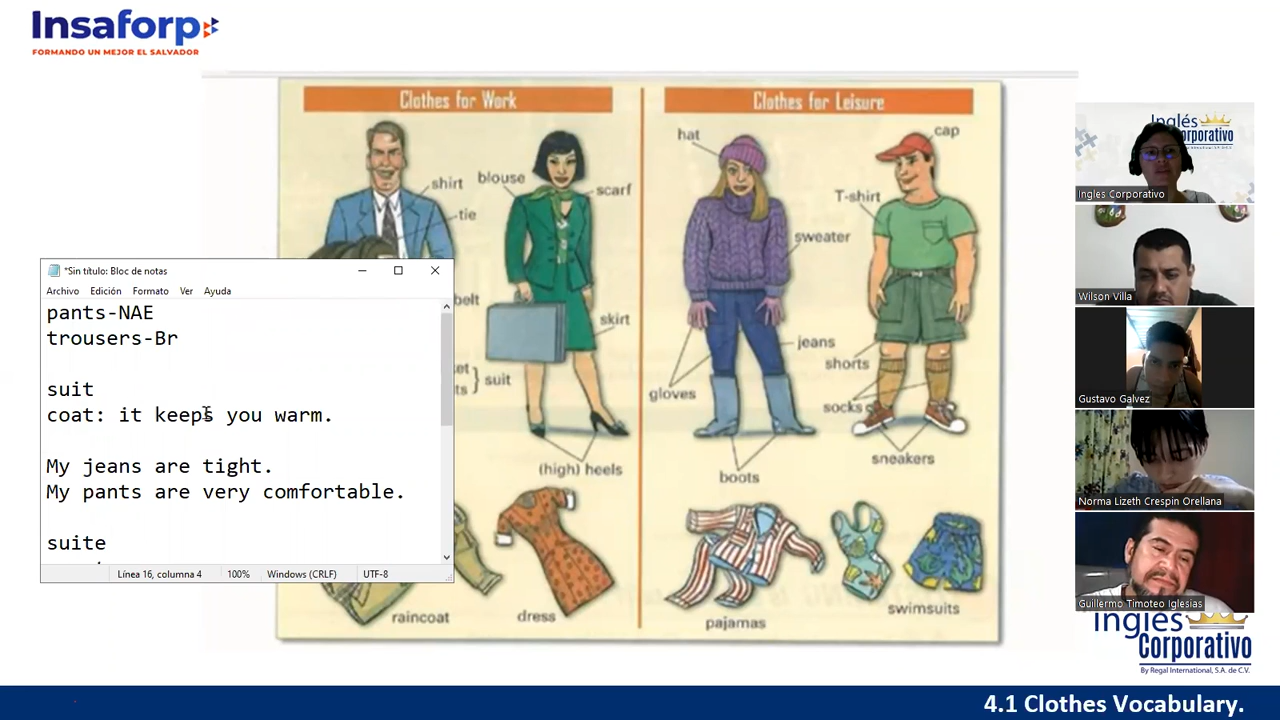 Insaforp
FORMANDO UN MEJOR EL SALVADOR
Clothes for Work
Clothes for Leisure
shirt
blouse
tie
scarf
belt
skirt
suit
(high) heels
raincoat
dress
hat
cap
T-shirt
sweater
jeans
shorts
gloves
socks
sneakers
boots
pajamas
swimsuits
*Sin título: Bloc de notas
Archivo Edición Formato Ver Ayuda
pants-NAE
trousers-Br
suit
coat: it keeps you warm.
My jeans are tight.
My pants are very comfortable.
suite
Línea 16, columna 4 100% Windows (CRLF) UTF-8
Inglés
Corporativo
Ingles Corporativo
Wilson Villa
Gustavo Galvez
Norma Lizeth Crespin Orellana
Guillermo Timoteo Iglesias
Inglés
Corporativo
By Regal International, S.A. de C.V.
4.1 Clothes Vocabulary.